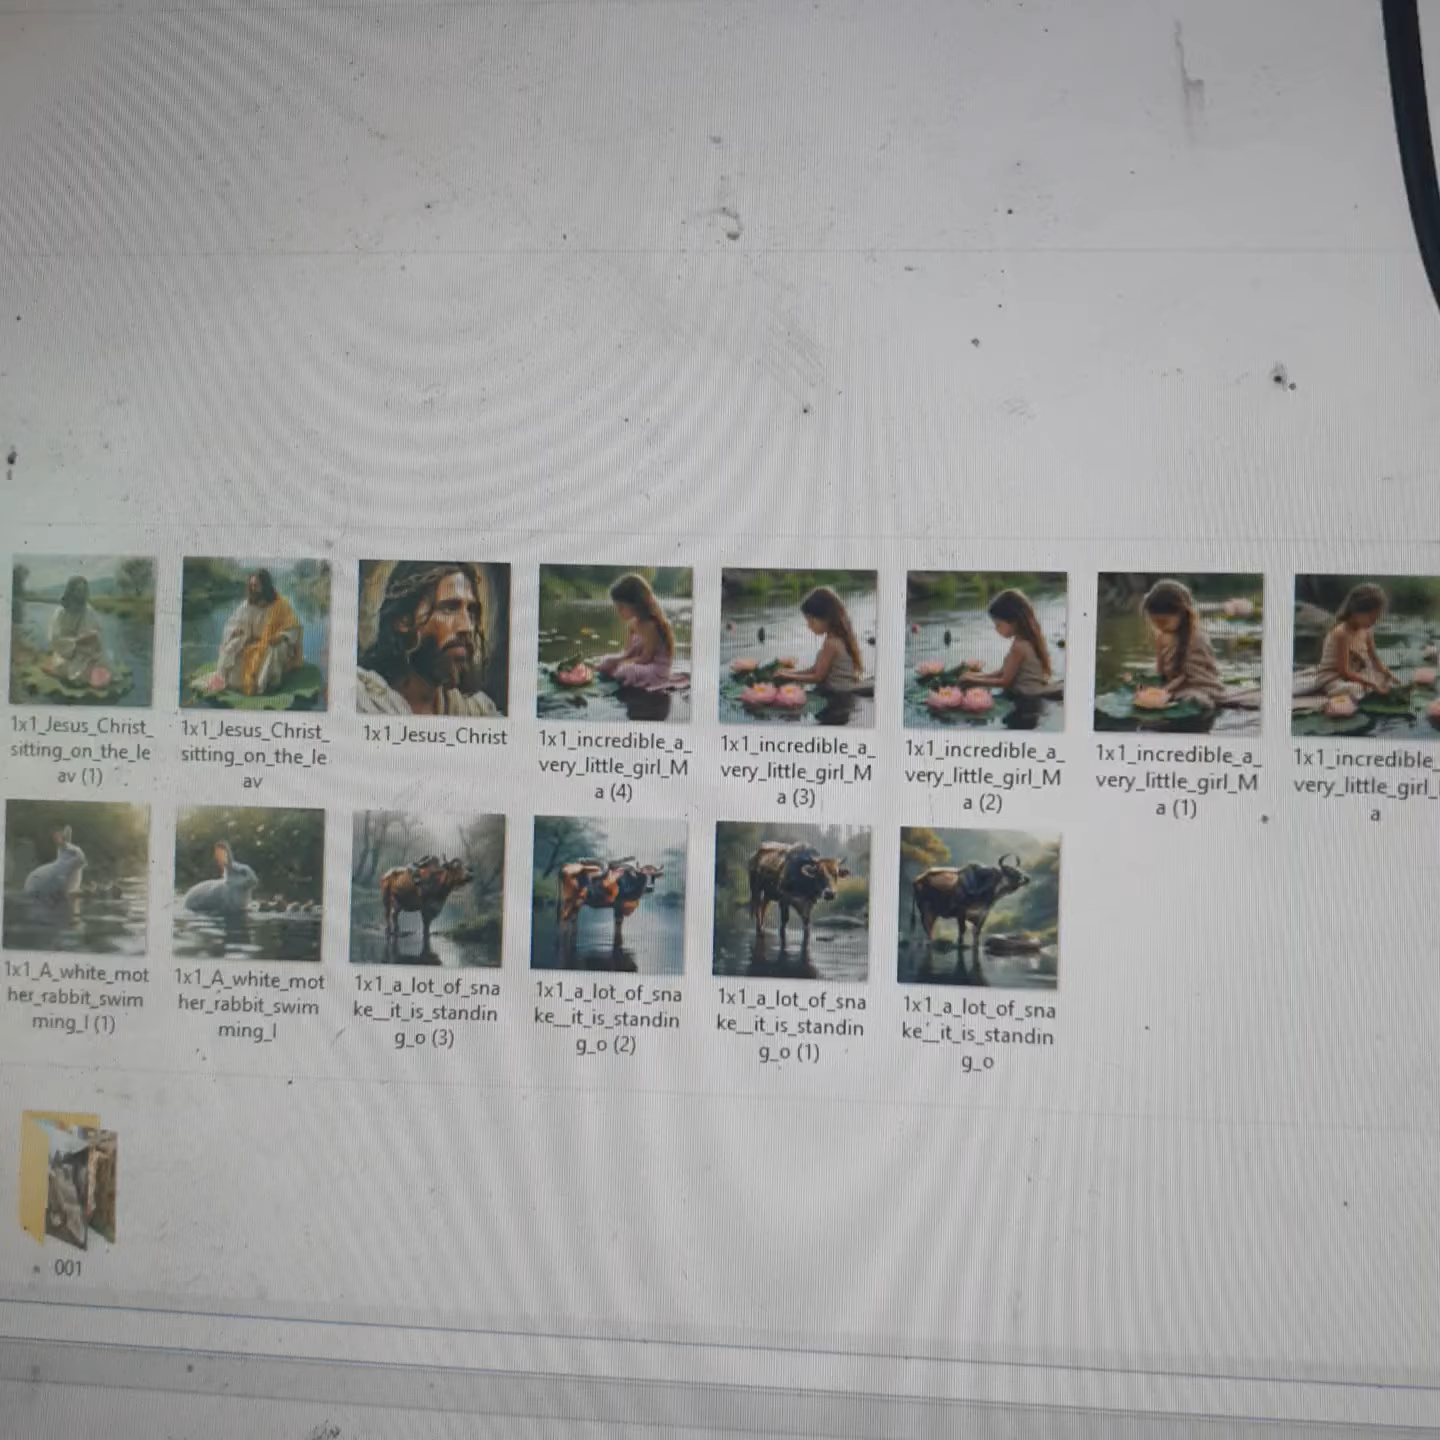 1x1_Jesus_Christ_
sitting_on_the_le
av (1)
1x1_Jesus_Christ_
sitting_on_the_le
av
1x1_Jesus_Christ
1x1_incredible_a_
very_little_girl_M
a (4)
1x1_incredible_a_
very_little_girl_M
a (3)
1x1_incredible_a_
very_little_girl_M
a (2)
1x1_incredible_a_
very_little_girl_M
a (1)
1x1_incredible_
very_little_girl_
a
1x1_A_white_mot
her_rabbit_swim
ming_l (1)
1x1_A_white_mot
her_rabbit_swim
ming_l
1x1_a_lot_of_sna
ke__it_is_standin
g_o (3)
1x1_a_lot_of_sna
ke__it_is_standin
g_o (2)
1x1_a_lot_of_sna
ke__it_is_standin
g_o (1)
1x1_a_lot_of_sna
ke__it_is_standin
g_o
001